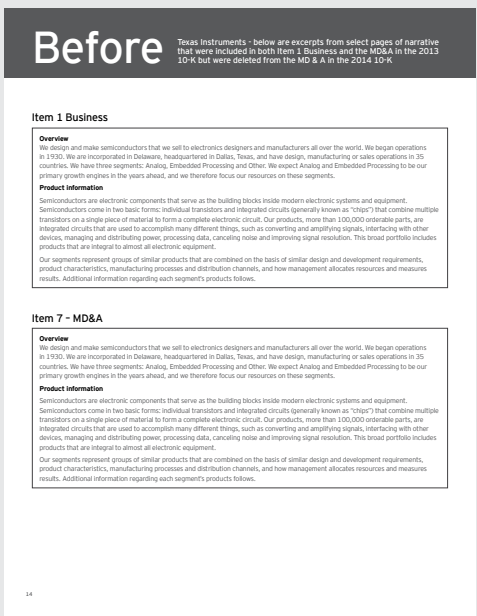 Before
Texas Instruments - below are excerpts from select pages of narrative
that were included in both Item 1 Business and the MD&A in the 2013
10-K but were deleted from the MD & A in the 2014 10-K
Item 1 Business
Overview
We design and make semiconductors that we sell to electronics designers and manufacturers all over the world. We began operations
in 1930. We are incorporated in Delaware, headquartered in Dallas, Texas, and have design, manufacturing or sales operations in 35
countries. We have three segments: Analog, Embedded Processing and Other. We expect Analog and Embedded Processing to be our
primary growth engines in the years ahead, and we therefore focus our resources on these segments.
Product information
Semiconductors are electronic components that serve as the building blocks inside modern electronic systems and equipment.
Semiconductors come in two basic forms: individual transistors and integrated circuits (generally known as "chips") that combine multiple
transistors on a single piece of material to form a complete electronic circuit. Our products, more than 100,000 orderable parts, are
integrated circuits that are used to accomplish many different things, such as converting and amplifying signals, interfacing with other
devices, managing and distributing power, processing data, canceling noise and improving signal resolution. This broad portfolio includes
products that are integral to almost all electronic equipment.
Our segments represent groups of similar products that are combined on the basis of similar design and development requirements,
product characteristics, manufacturing processes and distribution channels, and how management allocates resources and measures
results. Additional information regarding each segment's products follows.
Item 7 – MD&A
Overview
We design and make semiconductors that we sell to electronics designers and manufacturers all over the world. We began operations
in 1930. We are incorporated in Delaware, headquartered in Dallas, Texas, and have design, manufacturing or sales operations in 35
countries. We have three segments: Analog, Embedded Processing and Other. We expect Analog and Embedded Processing to be our
primary growth engines in the years ahead, and we therefore focus our resources on these segments.
Product information
Semiconductors are electronic components that serve as the building blocks inside modern electronic systems and equipment.
Semiconductors come in two basic forms: individual transistors and integrated circuits (generally known as "chips") that combine multiple
transistors on a single piece of material to form a complete electronic circuit. Our products, more than 100,000 orderable parts, are
integrated circuits that are used to accomplish many different things, such as converting and amplifying signals, interfacing with other
devices, managing and distributing power, processing data, canceling noise and improving signal resolution. This broad portfolio includes
products that are integral to almost all electronic equipment.
Our segments represent groups of similar products that are combined on the basis of similar design and development requirements,
product characteristics, manufacturing processes and distribution channels, and how management allocates resources and measures
results. Additional information regarding each segment's products follows.
14